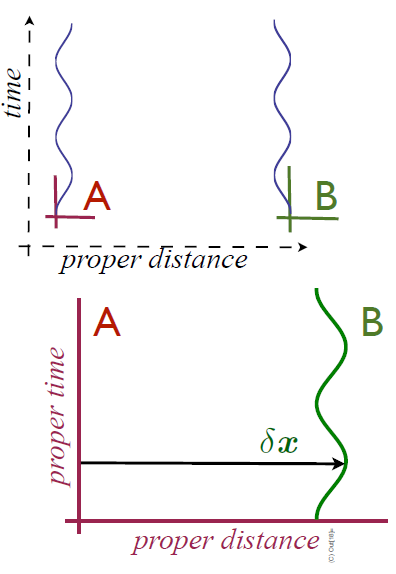 time
A
B
proper distance
A
B
proper time
δx
proper distance